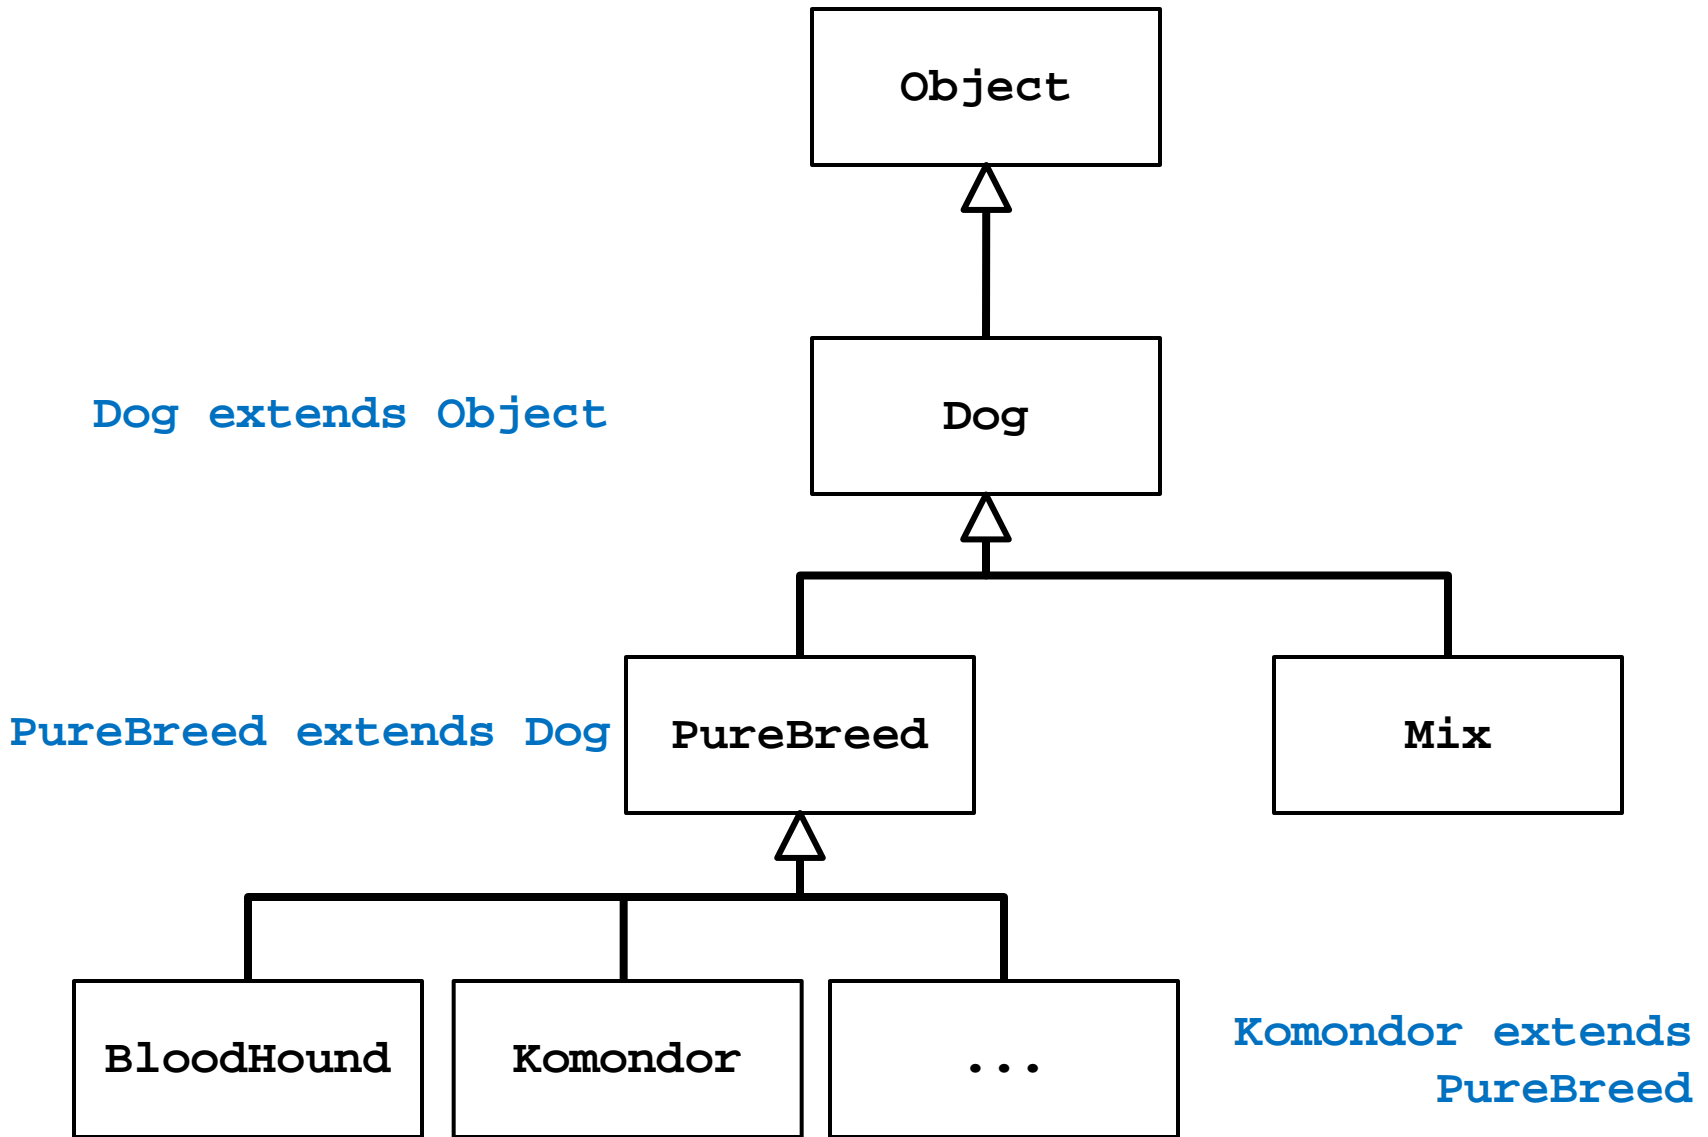 Object
Dog extends Object
Dog
PureBreed extends Dog
PureBreed
Mix
BloodHound
Komondor
...
Komondor extends
PureBreed